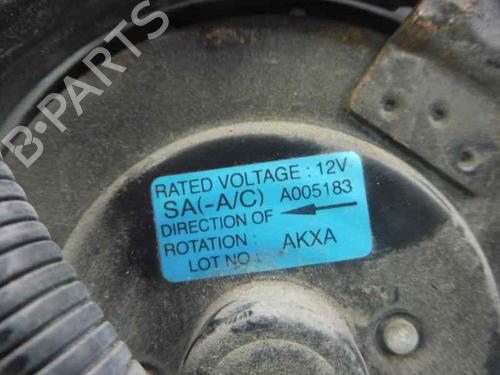 B-PARTS
RATED VOLTAGE : 12V
SA(-A/C) A005183
DIRECTION OF
ROTATION : AKXA
LOT NO